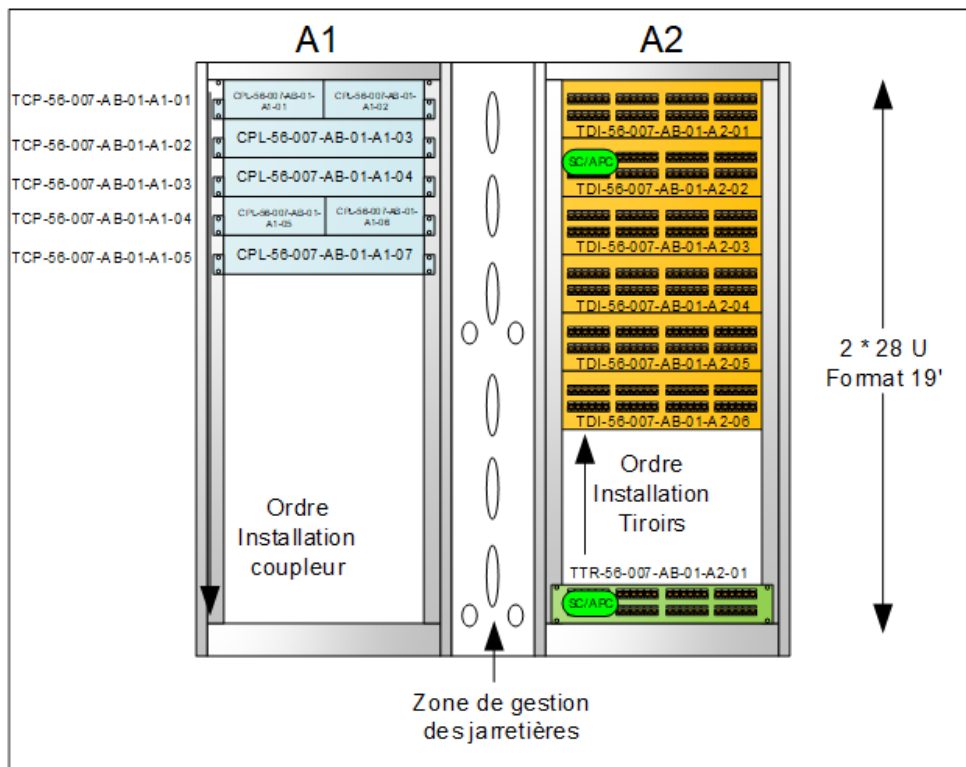 A1
A2
TCP-56-007-AB-01-A1-01
CPL-56-007-AB-01-
A1-01
CPL-56-007-AB-01-
A1-02
TCP-56-007-AB-01-A1-02
CPL-56-007-AB-01-A1-03
TCP-56-007-AB-01-A1-03
CPL-56-007-AB-01-A1-04
TCP-56-007-AB-01-A1-04
CPL-56-007-AB-01-
A1-05
CPL-56-007-AB-01-
A1-06
TCP-56-007-AB-01-A1-05
CPL-56-007-AB-01-A1-07
Ordre
Installation
coupleur
TDI-56-007-AB-01-A2-01
SC/APC
TDI-56-007-AB-01-A2-02
TDI-56-007-AB-01-A2-03
TDI-56-007-AB-01-A2-04
TDI-56-007-AB-01-A2-05
TDI-56-007-AB-01-A2-06
Ordre
Installation
Tiroirs
TTR-56-007-AB-01-A2-01
SC/APC
2 * 28 U
Format 19'
Zone de gestion
des jarretières